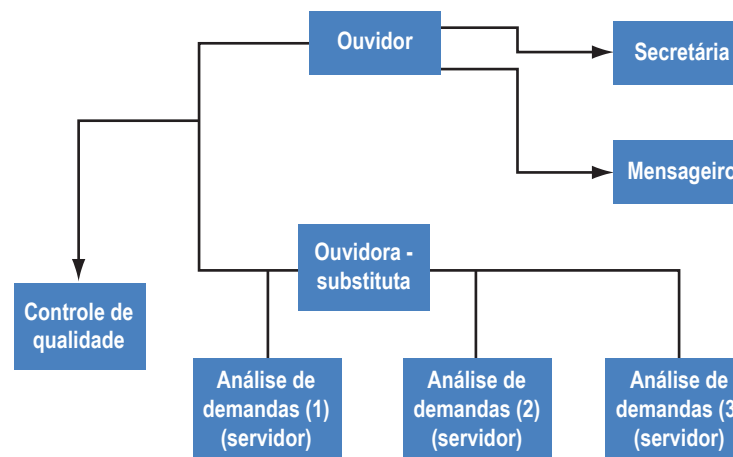 Ouvidor
Secretária
Mensageiro
Ouvidora -
substituta
Controle de
qualidade
Análise de
demandas (1)
(servidor)
Análise de
demandas (2)
(servidor)
Análise de
demandas (3
(servidor)